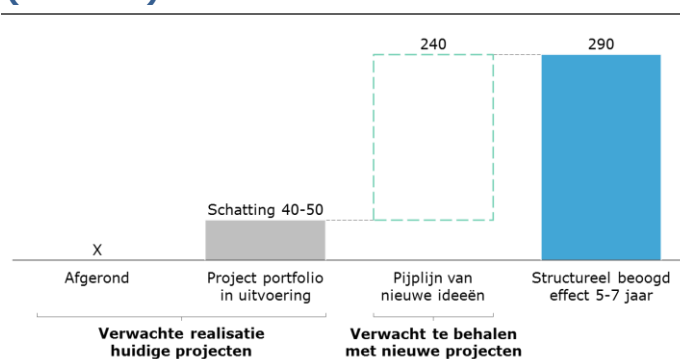 240
290
Schatting 40-50
X
Afgerond
Project portfolio
in uitvoering
Pijplijn van
nieuwe ideeën
Structureel beoogd
effect 5-7 jaar
Verwachte realisatie
huidige projecten
Verwacht te behalen
met nieuwe projecten